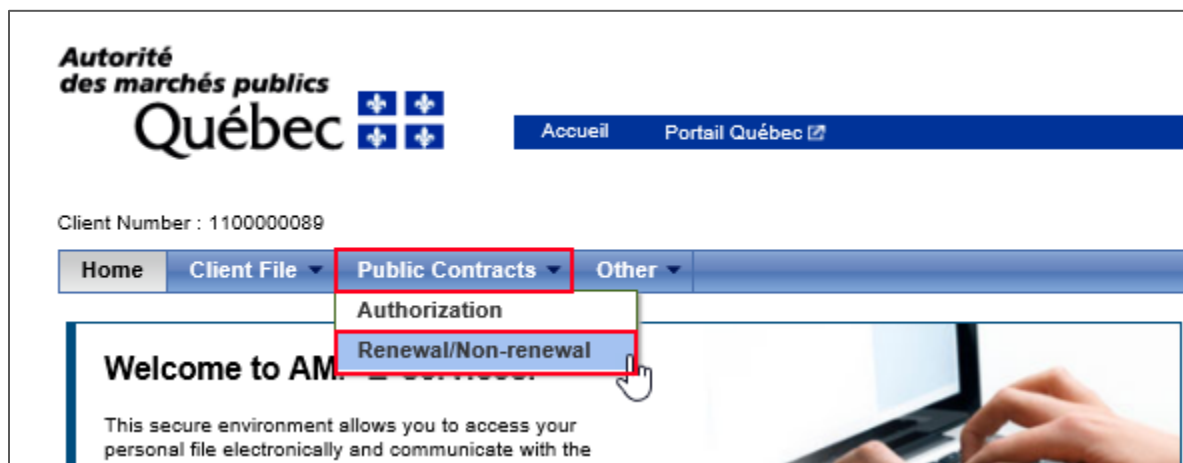 Autorité
des marchés publics
Québec
Accueil Portail Québec
Client Number : 1100000089
Home Client File Public Contracts Other
Authorization
Renewal/Non-renewal
Welcome to AM
This secure environment allows you to access your
personal file electronically and communicate with the